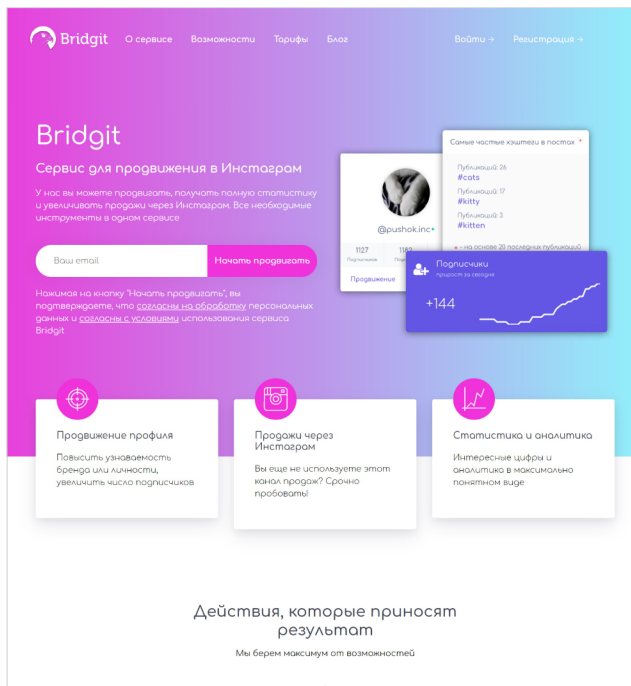 Bridgit О сервисе Возможности Тарифы Блог Войти → Регистрация →
Bridgit
Сервис для продвижения в Инстаграм
У нас вы можете продвигать, получать полную статистику
и увеличивать продажи через Инстаграм. Все необходимые
инструменты в одном сервисе
Ваш email Начать продвигать
Нажимая на кнопку "Начать продвигать", вы
подтверждаете, что согласны на обработку персональных
данных и согласны с условиями использования сервиса
Bridgit
@pushok.inc
1127
Подписчиков
Продвижение
Самые частые хэштеги в постах *
Публикаций: 26
#cats
Публикаций: 17
#kitty
Публикаций: 3
#kitten
* - на основе 20 последних публикаций
Подписчики
прирост за сегодня
+144
Продвижение профиля
Повысить узнаваемость
бренда или личности,
увеличить число подписчиков
Продажи через
Инстаграм
Вы еще не используете этот
канал продаж? Срочно
пробовать!
Статистика и аналитика
Интересные цифры и
аналитика в максимально
понятном виде
Действия, которые приносят
результат
Мы берем максимум от возможностей